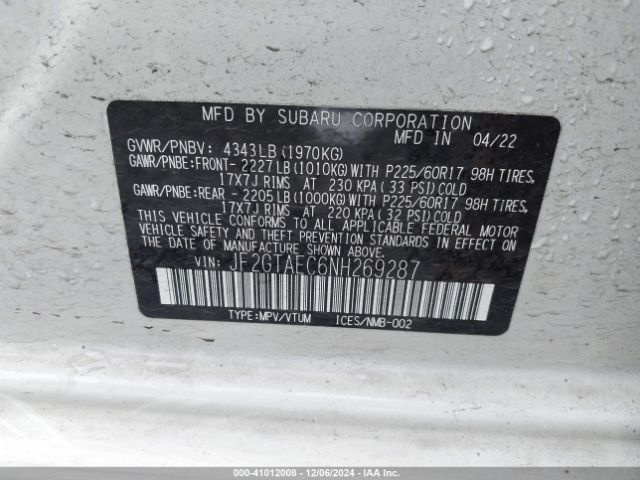 MFD BY SUBARU CORPORATION
MFD IN 04/22
GVWR/PNBV: 4343LB(1970KG)
GAWR/PNBE:FRONT- 2227LB(1010KG)WITH P225/60R17 98H TIRES,
17X7J RIMS AT 230 KPA(33 PSI)COLD
GAWR/PNBE:REAR - 2205LB(1000KG)WITH P225/60R17 98H TIRES,
17X7J RIMS AT 220 KPA(32 PSI)COLD
THIS VEHICLE CONFORMS TO ALL APPLICABLE FEDERAL MOTOR
VEHICLE SAFETY AND THEFT PREVENTION STANDARDS IN EFFECT
ON THE DATE OF MANUFACTURE SHOWN ABOVE.
VIN: JF2GTAEC6NH269287
TYPE:MPV/VTUM ICES/NMB-002
000-41012008 - 12/06/2024 - IAA Inc.